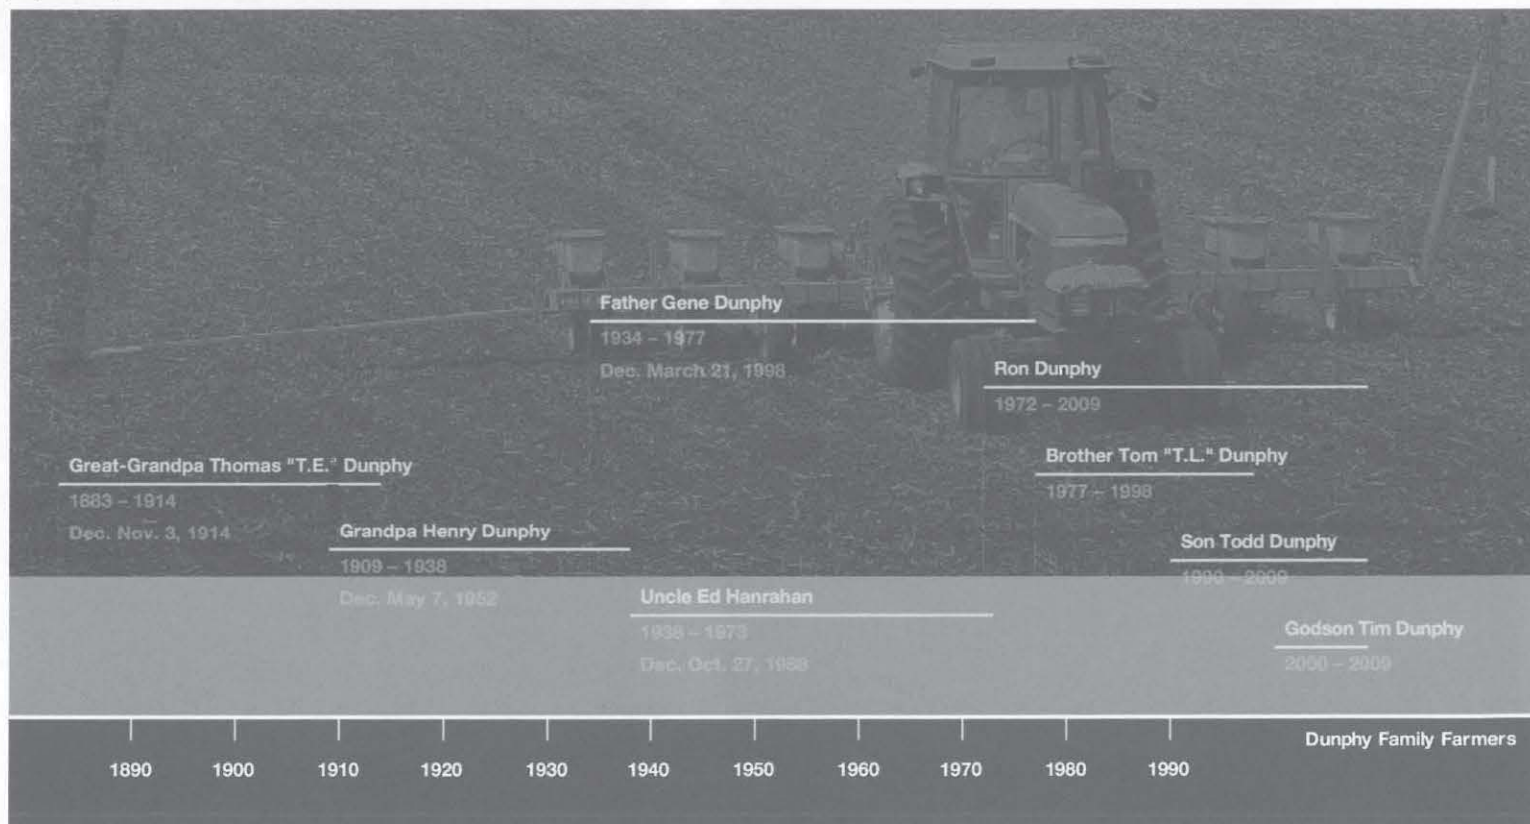 Father Gene Dunphy
1934 – 1977
Dec. March 21, 1998
Ron Dunphy
1972 – 2009
Great-Grandpa Thomas "T.E." Dunphy
1883 – 1914
Dec. Nov. 3, 1914
Brother Tom "T.L." Dunphy
1977 – 1998
Grandpa Henry Dunphy
1909 – 1938
Dec. May 7, 1952
Son Todd Dunphy
1990 – 2009
Uncle Ed Hanrahan
1938 – 1973
Dec. Oct. 27, 1988
Godson Tim Dunphy
2000 – 2009
Dunphy Family Farmers
1890 1900 1910 1920 1930 1940 1950 1960 1970 1980 1990